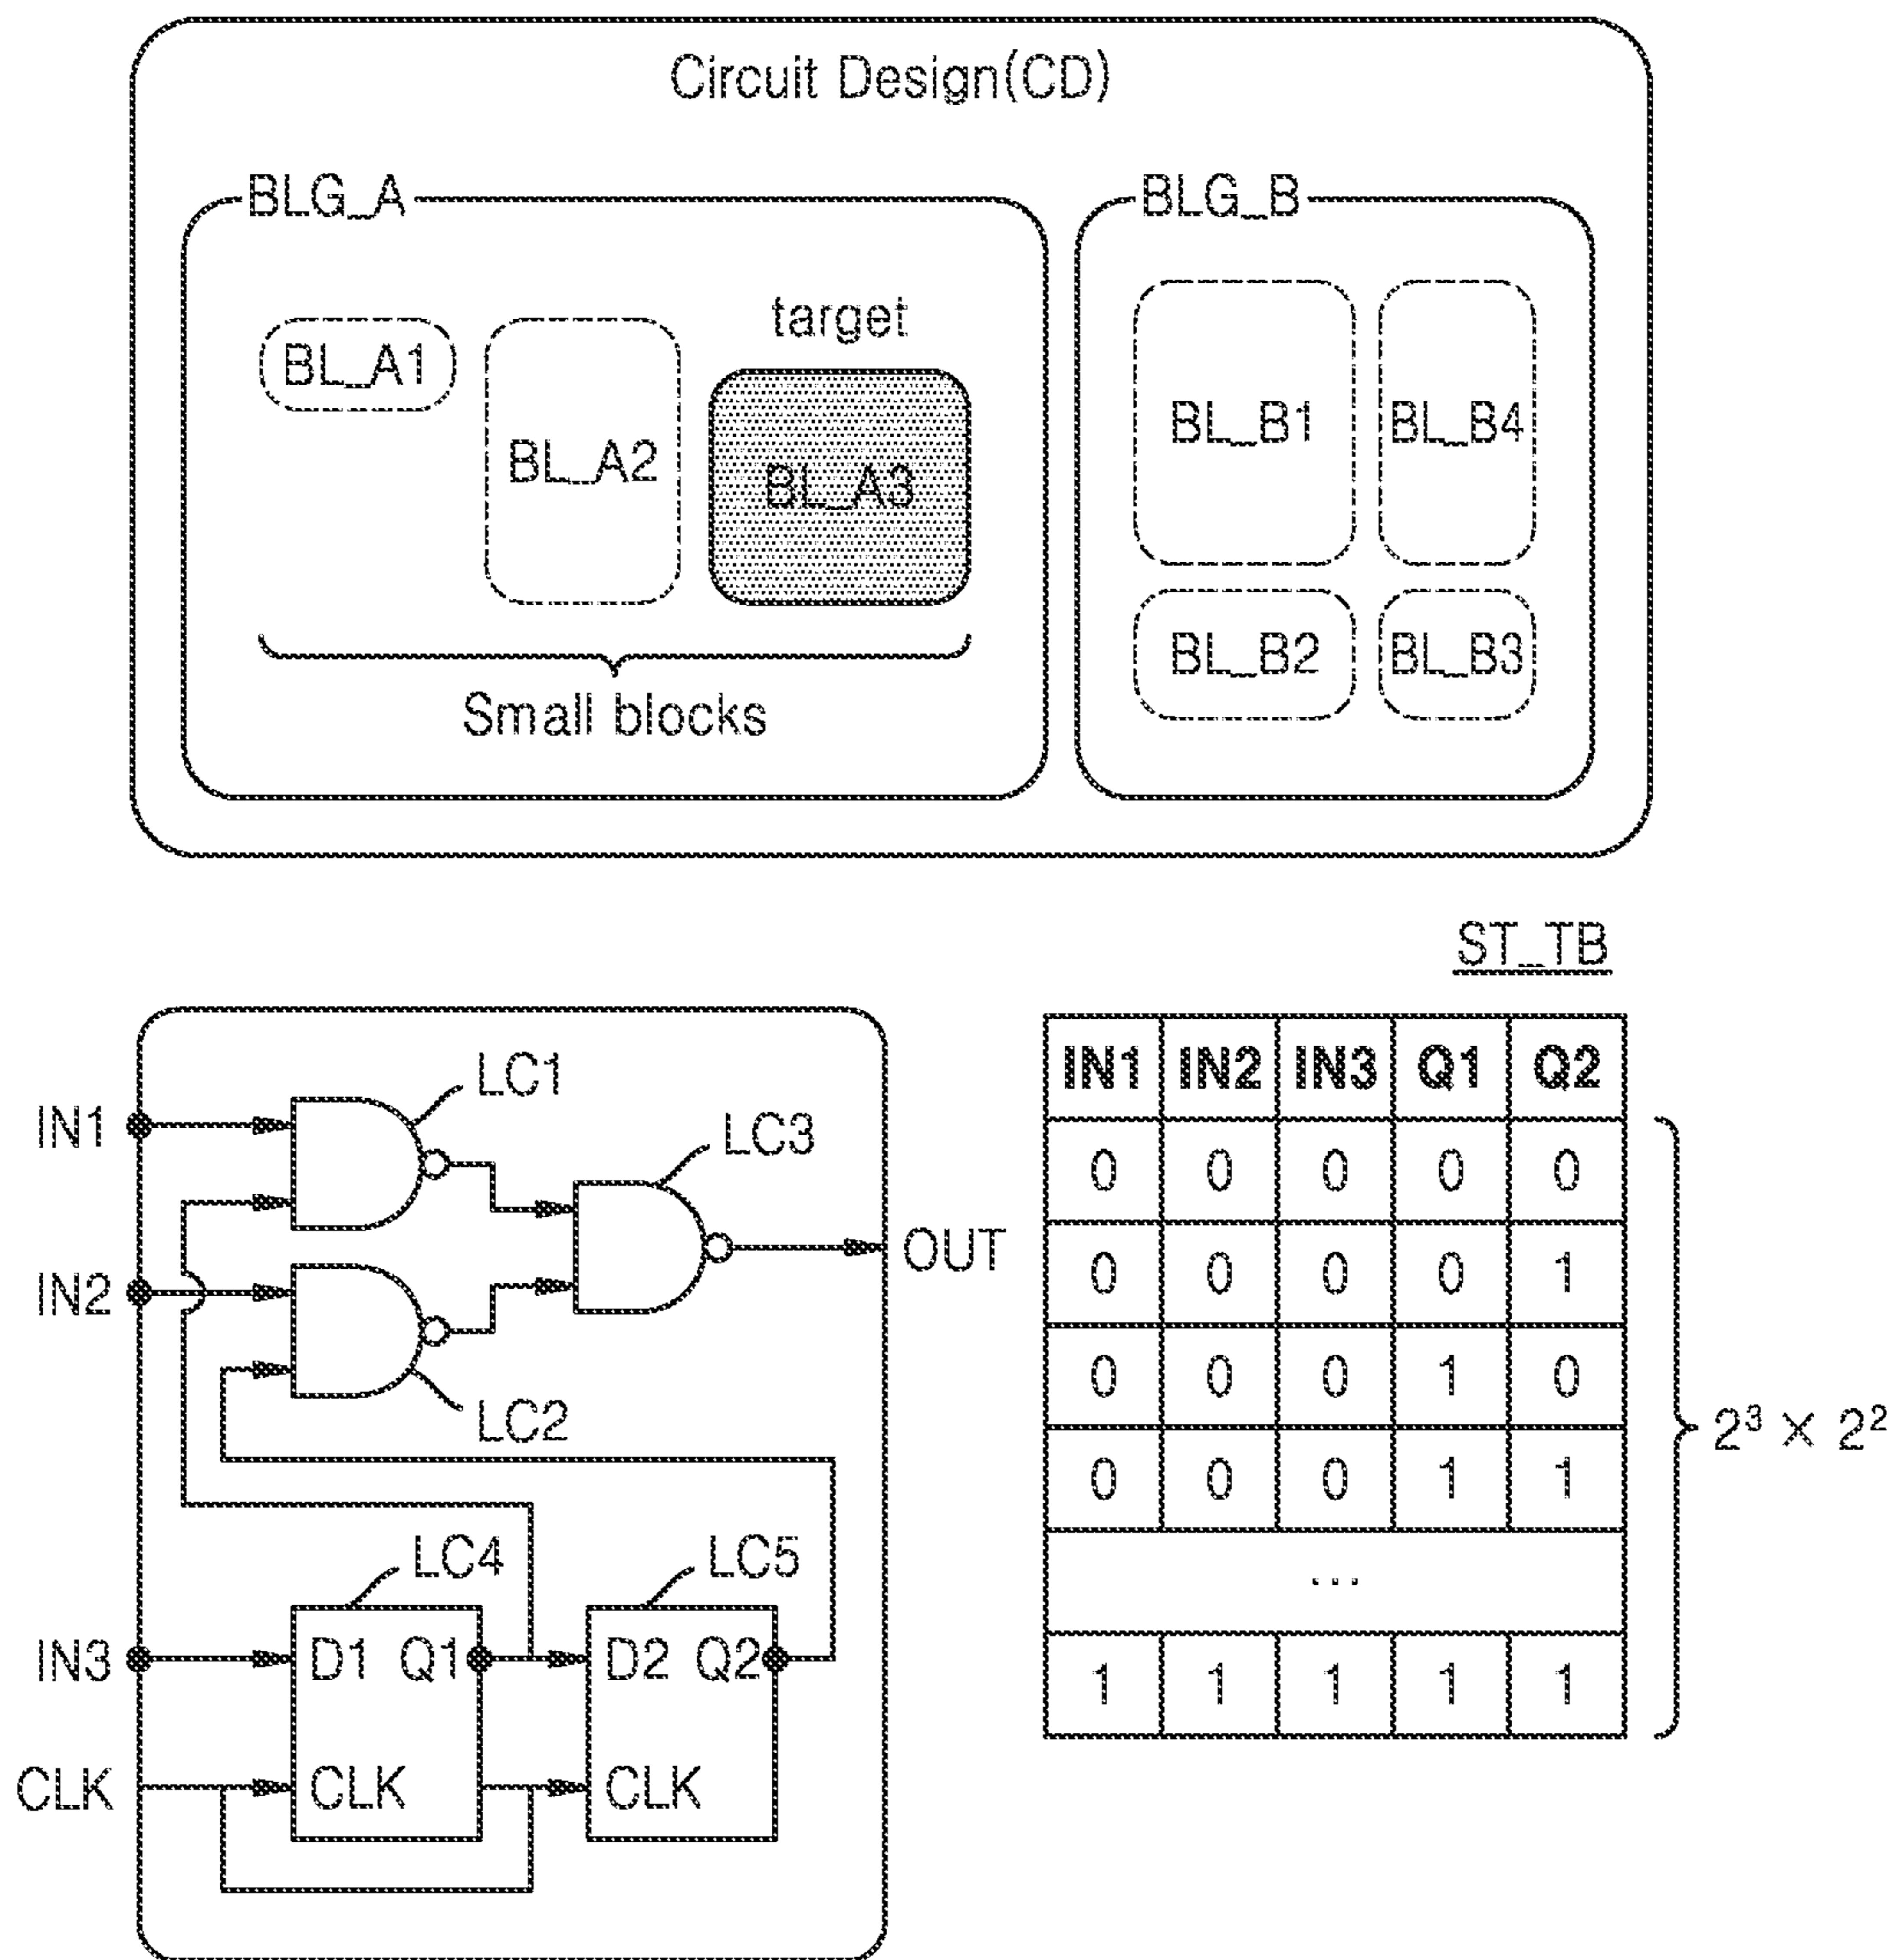 Circuit Design(CD)
BLG_A
BLG_B
target
BL_A1
BL_A2
BL_A3
BL_B1
BL_B4
BL_B2
BL_B3
Small blocks
ST_TB
IN1 IN2 IN3 Q1 Q2
0 0 0 0 0
0 0 0 0 1
0 0 0 1 0
0 0 0 1 1
...
1 1 1 1 1
2³ × 2²
LC1
IN1
LC3
OUT
IN2
LC2
LC4
LC5
IN3
D1 Q1
D2 Q2
CLK
CLK
CLK